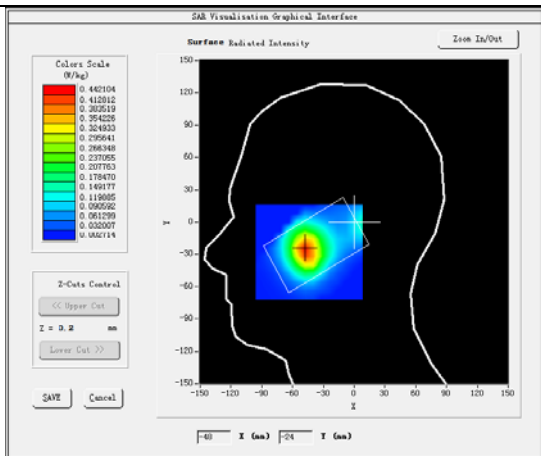 SAR Visualisation Graphical Interface
Surface Radiated Intensity
Zoom In/Out
Colors Scale
(W/kg)
0.442104
0.412812
0.383519
0.354226
0.324933
0.295641
0.266348
0.237055
0.207763
0.178470
0.149177
0.119885
0.090592
0.061299
0.032007
0.002714
Z-Cuts Control
<< Upper Cut
Z = 3.2 mm
Lower Cut >>
SAVE
Cancel
150
120
90
60
30
0
-30
-60
-90
-120
-150
Y
-150 -120 -90 -60 -30 0 30 60 90 120 150
X
-48 X (mm) -24 Y (mm)